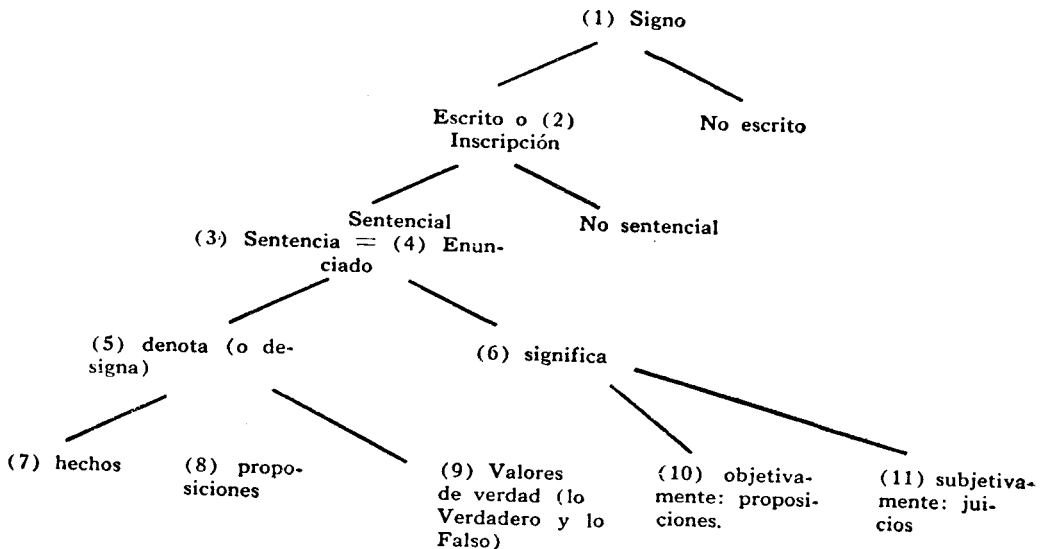 (1) Signo
Escrito o (2)
Inscripción
No escrito
Sentencial
(3) Sentencia = (4) Enun-
ciado
No sentencial
(5) denota (o de-
signa)
(6) significa
(7) hechos
(8) propo-
siciones
(9) Valores
de verdad (lo
Verdadero y lo
Falso)
(10) objetiva-
mente: proposi-
ciones.
(11) subjetiva-
mente: jui-
cios